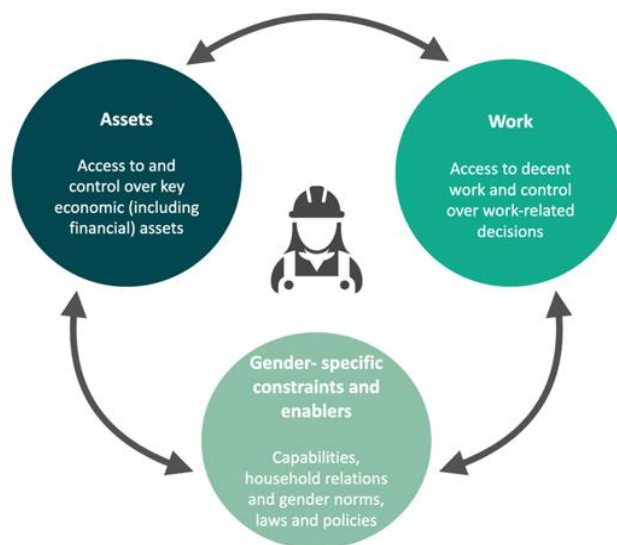 Assets
Access to and
control over key
economic (including
financial) assets
Work
Access to decent
work and control
over work-related
decisions
Gender- specific
constraints and
enablers
Capabilities,
household relations
and gender norms,
laws and policies